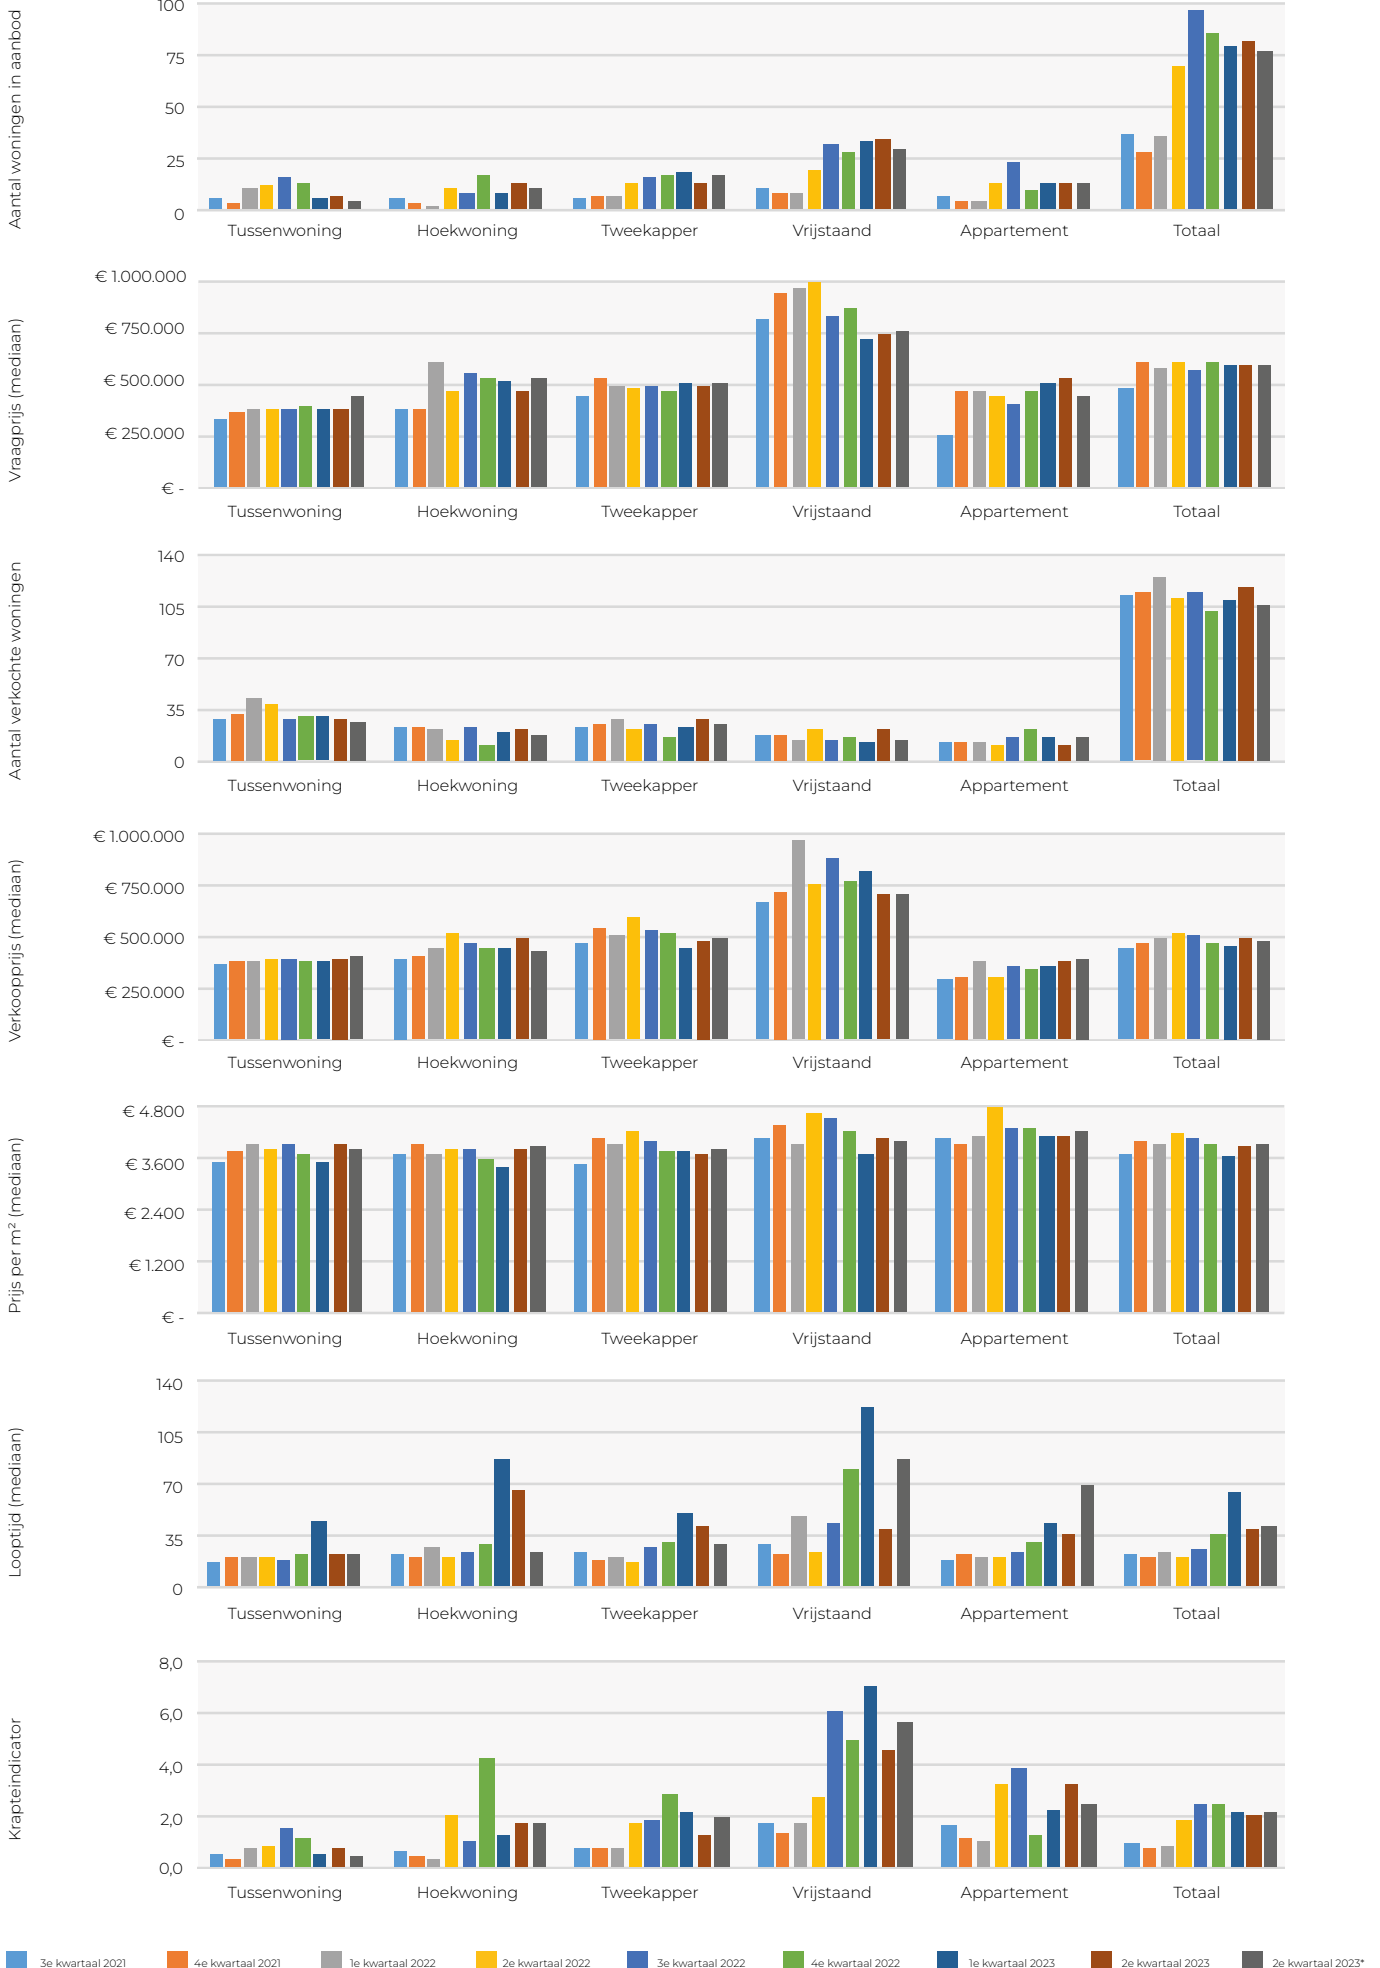 Aantal woningen in aanbod
100
75
50
25
0
Tussenwoning Hoekwoning Tweekapper Vrijstaand Appartement Totaal
Vraagprijs (mediaan)
€ 1.000.000
€ 750.000
€ 500.000
€ 250.000
€ -
Tussenwoning Hoekwoning Tweekapper Vrijstaand Appartement Totaal
Aantal verkochte woningen
140
105
70
35
0
Tussenwoning Hoekwoning Tweekapper Vrijstaand Appartement Totaal
Verkoopprijs (mediaan)
€ 1.000.000
€ 750.000
€ 500.000
€ 250.000
€ -
Tussenwoning Hoekwoning Tweekapper Vrijstaand Appartement Totaal
Prijs per m² (mediaan)
€ 4.800
€ 3.600
€ 2.400
€ 1.200
€ -
Tussenwoning Hoekwoning Tweekapper Vrijstaand Appartement Totaal
Looptijd (mediaan)
140
105
70
35
0
Tussenwoning Hoekwoning Tweekapper Vrijstaand Appartement Totaal
Krapteindicator
8,0
6,0
4,0
2,0
0,0
Tussenwoning Hoekwoning Tweekapper Vrijstaand Appartement Totaal
3e kwartaal 2021 4e kwartaal 2021 1e kwartaal 2022 2e kwartaal 2022 3e kwartaal 2022 4e kwartaal 2022 1e kwartaal 2023 2e kwartaal 2023 2e kwartaal 2023*